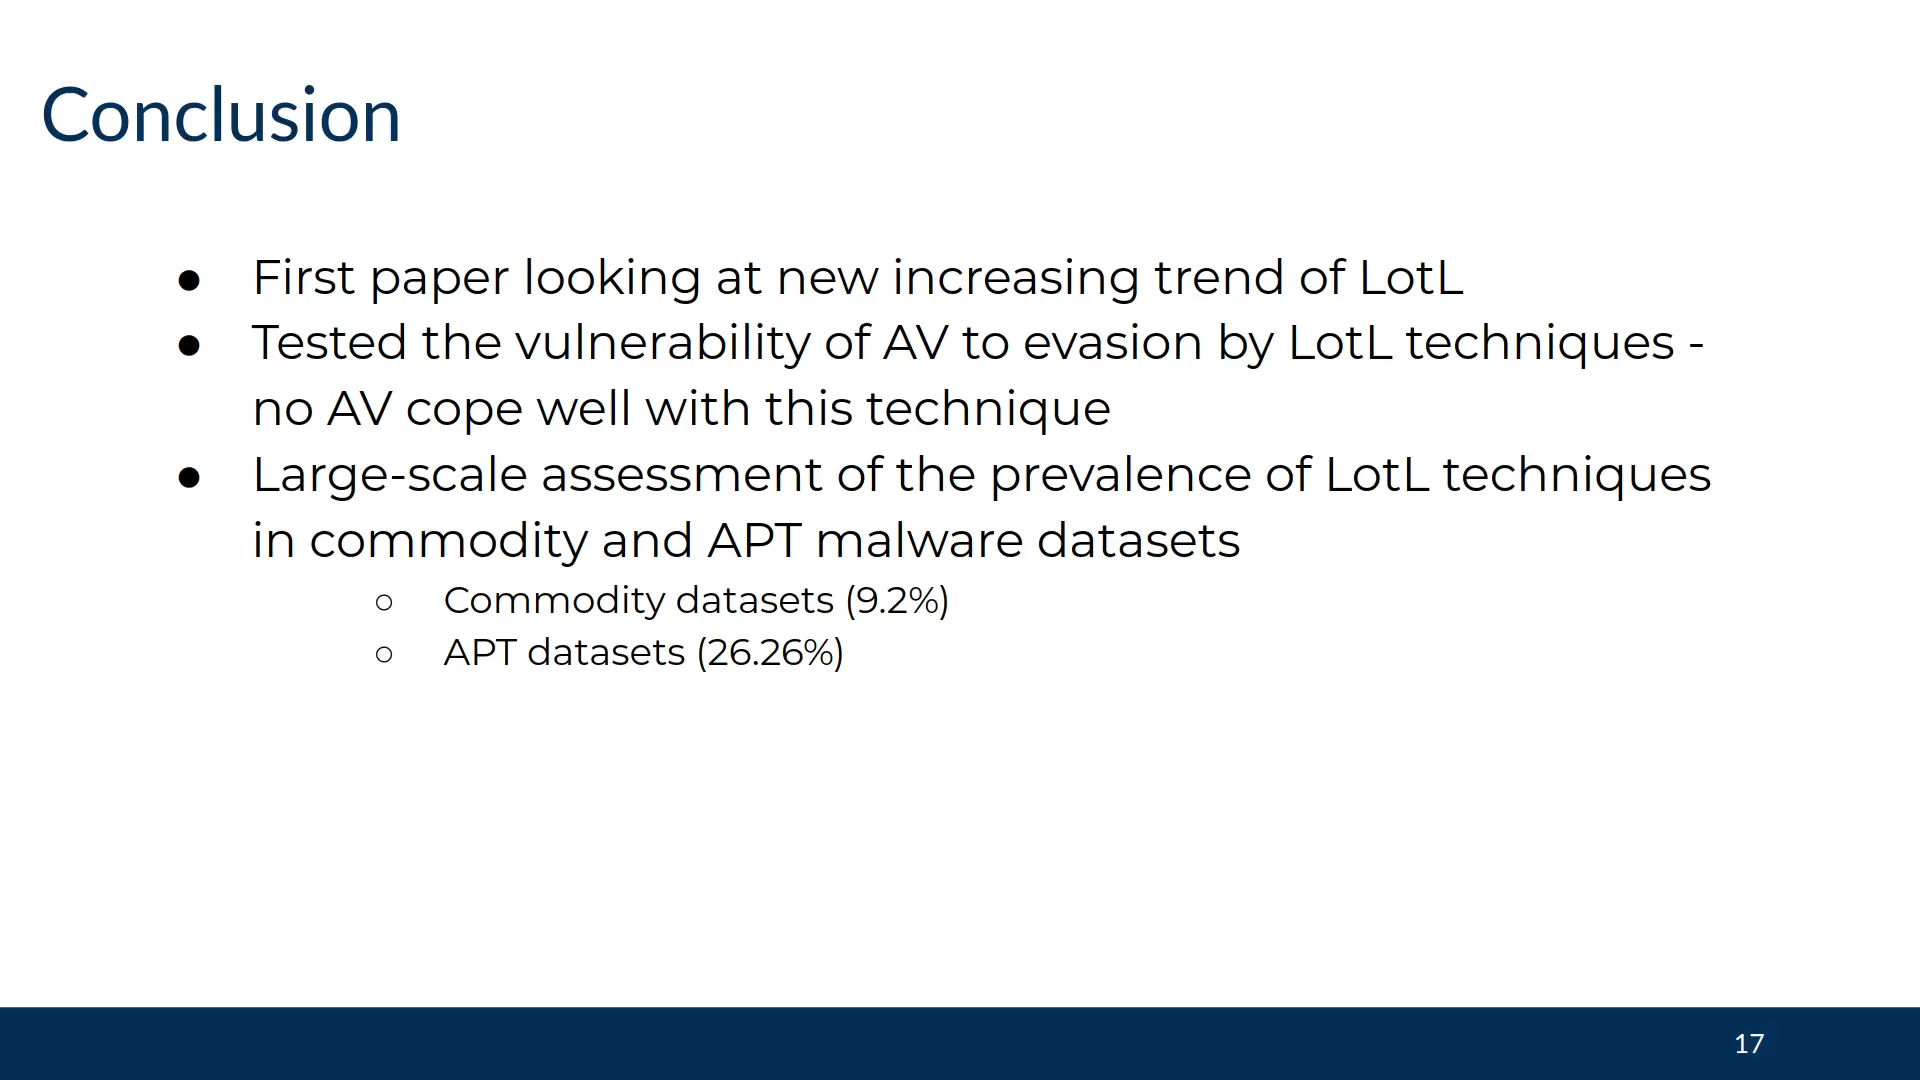 Conclusion
● First paper looking at new increasing trend of LotL
● Tested the vulnerability of AV to evasion by LotL techniques -
no AV cope well with this technique
● Large-scale assessment of the prevalence of LotL techniques
in commodity and APT malware datasets
○ Commodity datasets (9.2%)
○ APT datasets (26.26%)
17